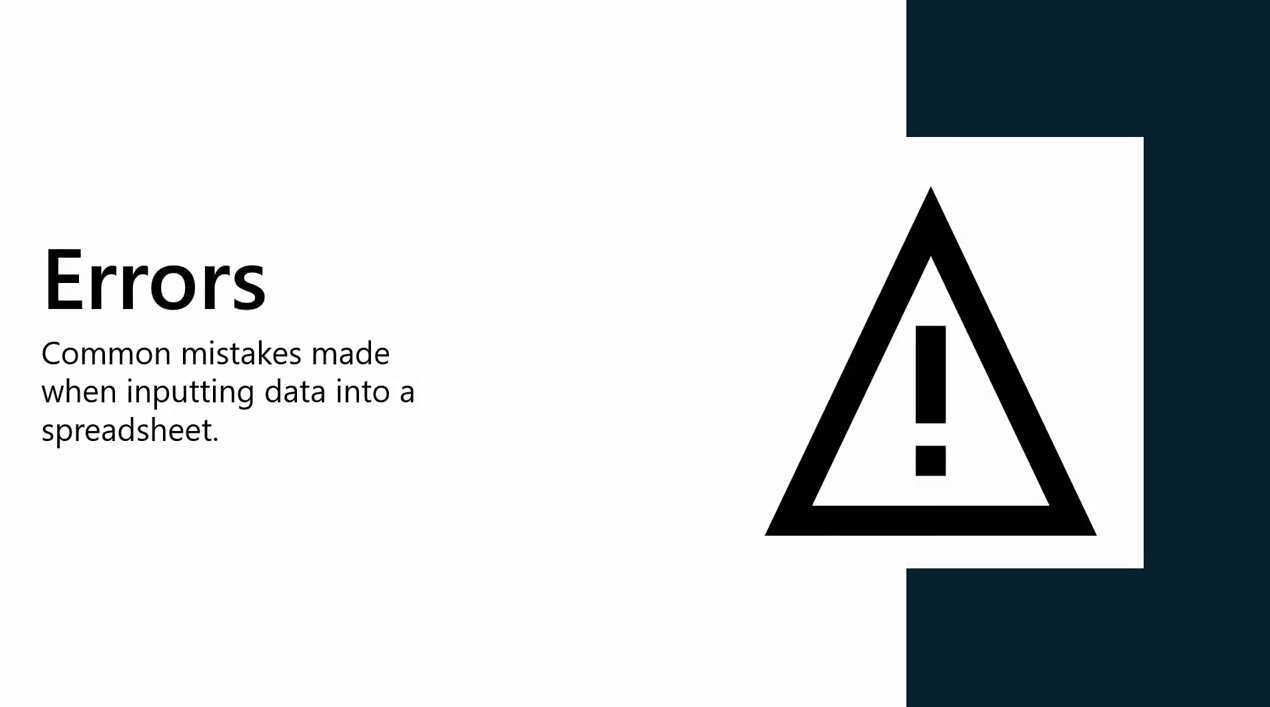 Errors
Common mistakes made
when inputting data into a
spreadsheet.
!